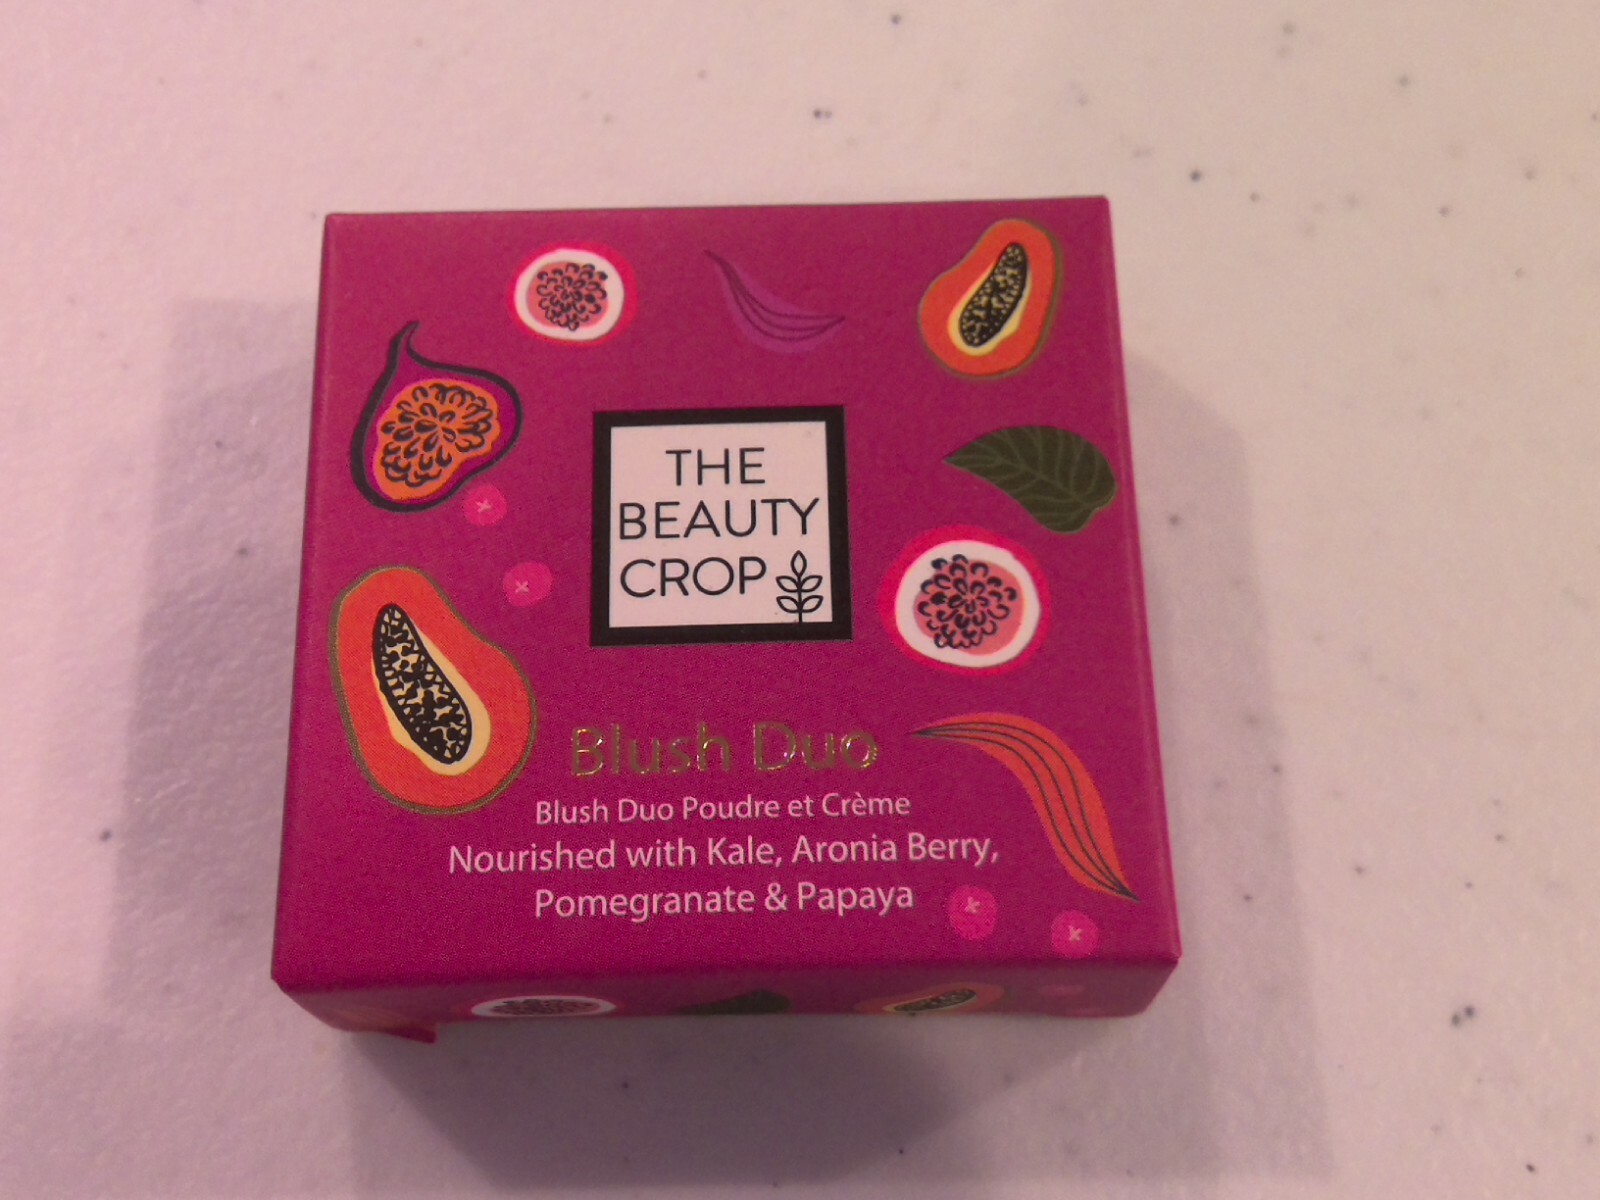 THE
BEAUTY
CROP
Blush Duo
Blush Duo Poudre et Crème
Nourished with Kale, Aronia Berry,
Pomegranate & Papaya